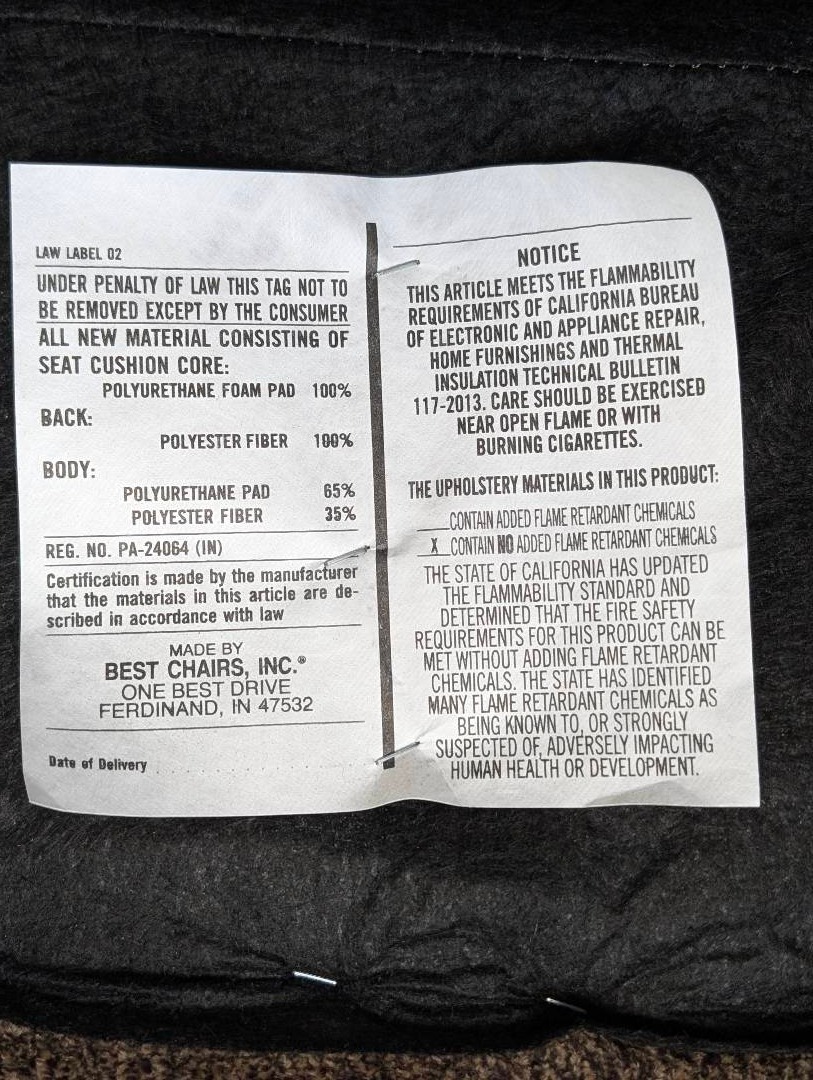 LAW LABEL 02
UNDER PENALTY OF LAW THIS TAG NOT TO
BE REMOVED EXCEPT BY THE CONSUMER
ALL NEW MATERIAL CONSISTING OF
SEAT CUSHION CORE:
POLYURETHANE FOAM PAD 100%
BACK:
POLYESTER FIBER 100%
BODY:
POLYURETHANE PAD 65%
POLYESTER FIBER 35%
REG. NO. PA-24064 (IN)
Certification is made by the manufacturer
that the materials in this article are de-
scribed in accordance with law
MADE BY
BEST CHAIRS, INC.®
ONE BEST DRIVE
FERDINAND, IN 47532
Date of Delivery
NOTICE
THIS ARTICLE MEETS THE FLAMMABILITY
REQUIREMENTS OF CALIFORNIA BUREAU
OF ELECTRONIC AND APPLIANCE REPAIR,
HOME FURNISHINGS AND THERMAL
INSULATION TECHNICAL BULLETIN
117-2013. CARE SHOULD BE EXERCISED
NEAR OPEN FLAME OR WITH
BURNING CIGARETTES.
THE UPHOLSTERY MATERIALS IN THIS PRODUCT:
___CONTAIN ADDED FLAME RETARDANT CHEMICALS
_X_CONTAIN NO ADDED FLAME RETARDANT CHEMICALS
THE STATE OF CALIFORNIA HAS UPDATED
THE FLAMMABILITY STANDARD AND
DETERMINED THAT THE FIRE SAFETY
REQUIREMENTS FOR THIS PRODUCT CAN BE
MET WITHOUT ADDING FLAME RETARDANT
CHEMICALS. THE STATE HAS IDENTIFIED
MANY FLAME RETARDANT CHEMICALS AS
BEING KNOWN TO, OR STRONGLY
SUSPECTED OF, ADVERSELY IMPACTING
HUMAN HEALTH OR DEVELOPMENT.